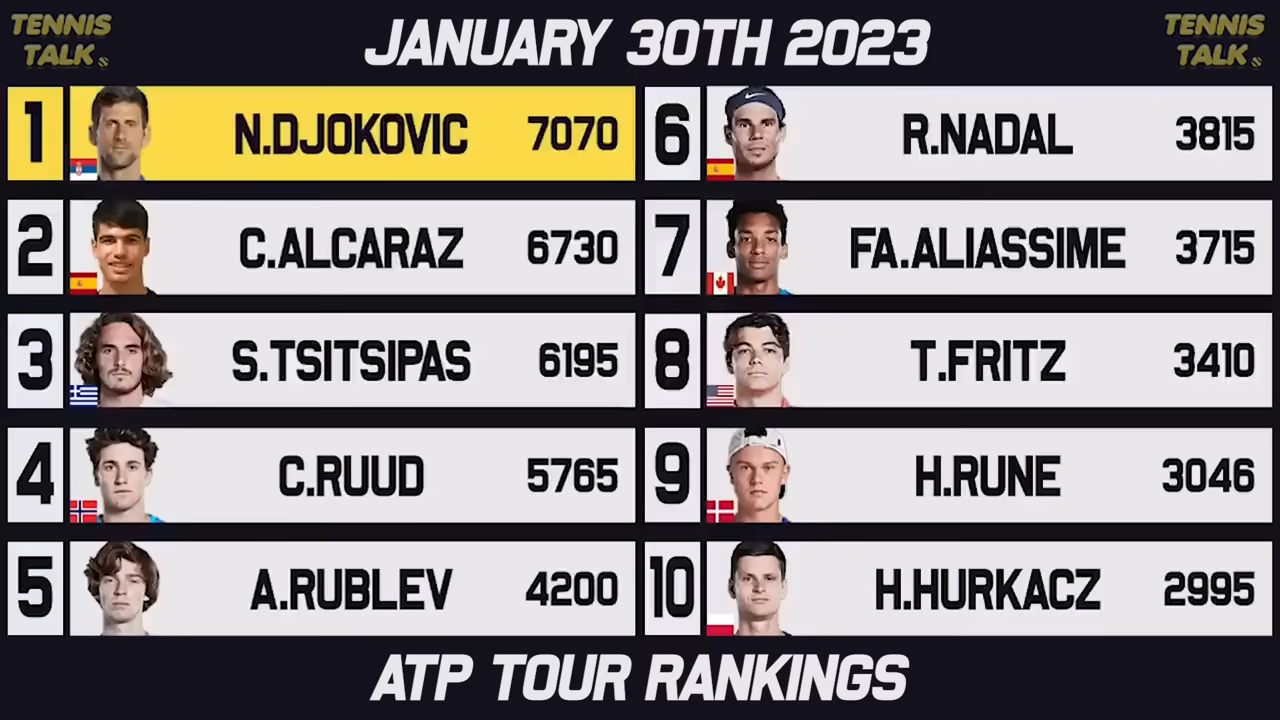 TENNIS
TALK.
JANUARY 30TH 2023
TENNIS
TALK.
1 N.DJOKOVIC 7070
2 C.ALCARAZ 6730
3 S.TSITSIPAS 6195
4 C.RUUD 5765
5 A.RUBLEV 4200
6 R.NADAL 3815
7 FA.ALIASSIME 3715
8 T.FRITZ 3410
9 H.RUNE 3046
10 H.HURKACZ 2995
ATP TOUR RANKINGS